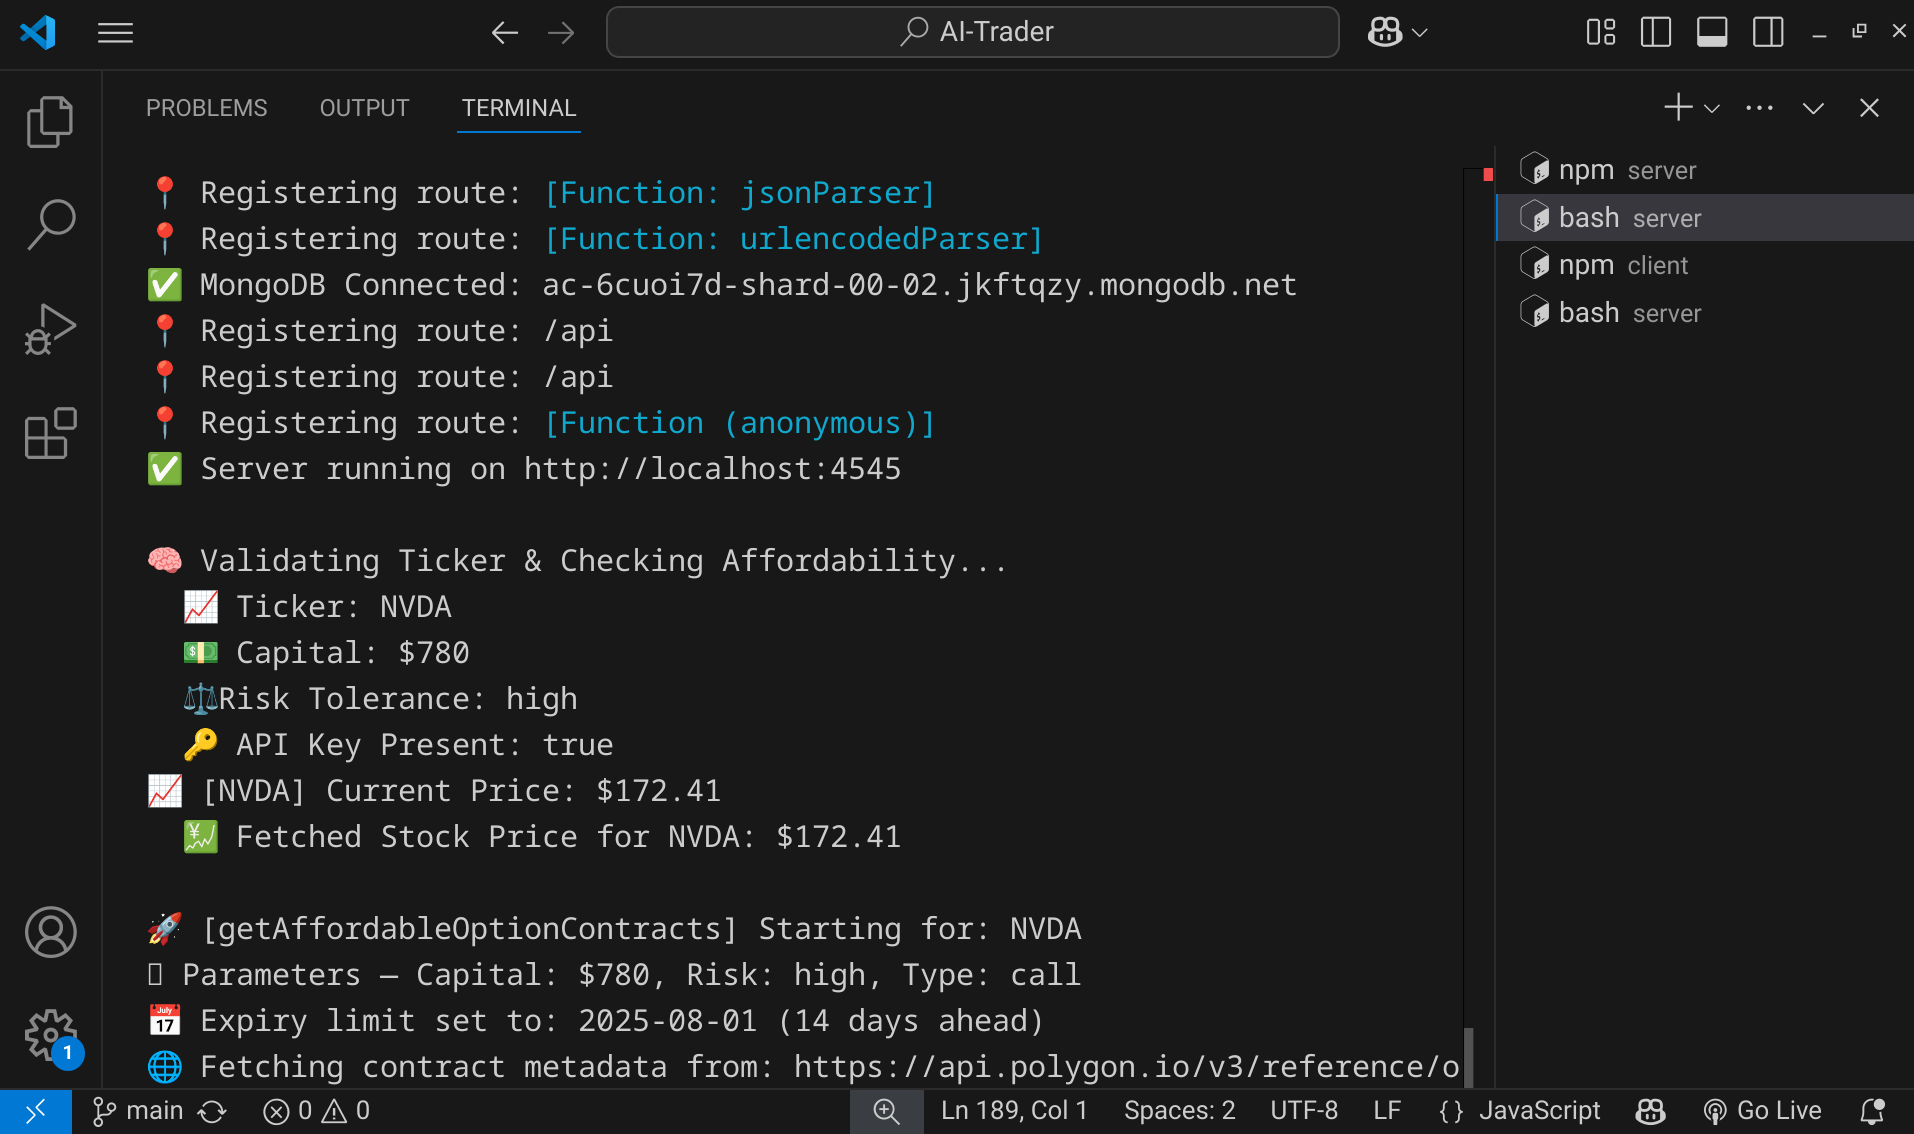 AI-Trader
PROBLEMS OUTPUT TERMINAL
📍 Registering route: [Function: jsonParser]
📍 Registering route: [Function: urlencodedParser]
✅ MongoDB Connected: ac-6cuoi7d-shard-00-02.jkftqzy.mongodb.net
📍 Registering route: /api
📍 Registering route: /api
📍 Registering route: [Function (anonymous)]
✅ Server running on http://localhost:4545
🧠 Validating Ticker & Checking Affordability...
📈 Ticker: NVDA
💵 Capital: $780
⚖️Risk Tolerance: high
🔑 API Key Present: true
📈 [NVDA] Current Price: $172.41
💹 Fetched Stock Price for NVDA: $172.41
🚀 [getAffordableOptionContracts] Starting for: NVDA
Parameters — Capital: $780, Risk: high, Type: call
📅 Expiry limit set to: 2025-08-01 (14 days ahead)
🌐 Fetching contract metadata from: https://api.polygon.io/v3/reference/o
npm server
bash server
npm client
bash server
1
main 0 0 Ln 189, Col 1 Spaces: 2 UTF-8 LF {} JavaScript Go Live